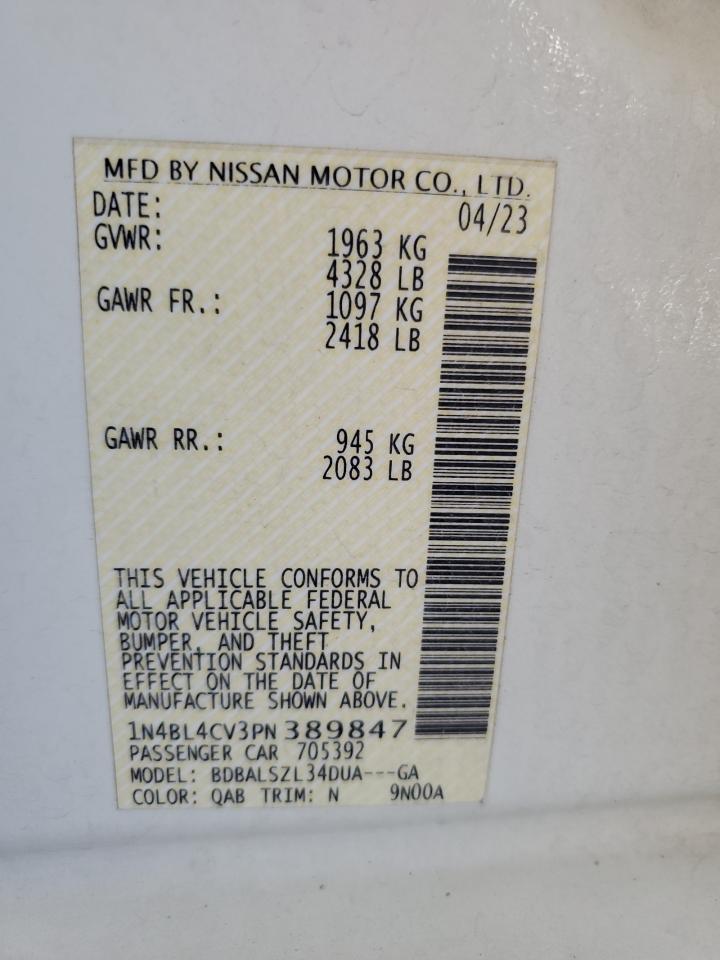 MFD BY NISSAN MOTOR CO., LTD.
DATE: 04/23
GVWR: 1963 KG
4328 LB
GAWR FR.: 1097 KG
2418 LB
GAWR RR.: 945 KG
2083 LB
THIS VEHICLE CONFORMS TO
ALL APPLICABLE FEDERAL
MOTOR VEHICLE SAFETY,
BUMPER, AND THEFT
PREVENTION STANDARDS IN
EFFECT ON THE DATE OF
MANUFACTURE SHOWN ABOVE.
1N4BL4CV3PN389847
PASSENGER CAR 705392
MODEL: BDBALSZL34DUA---GA
COLOR: QAB TRIM: N 9N00A